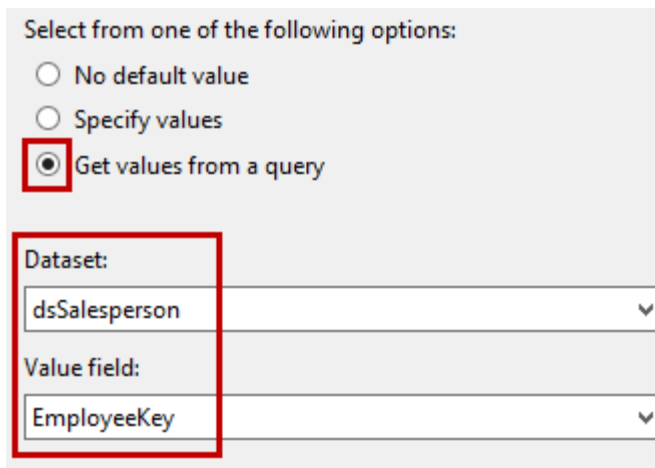 Select from one of the following options:
No default value
Specify values
Get values from a query
Dataset:
dsSalesperson
Value field:
EmployeeKey